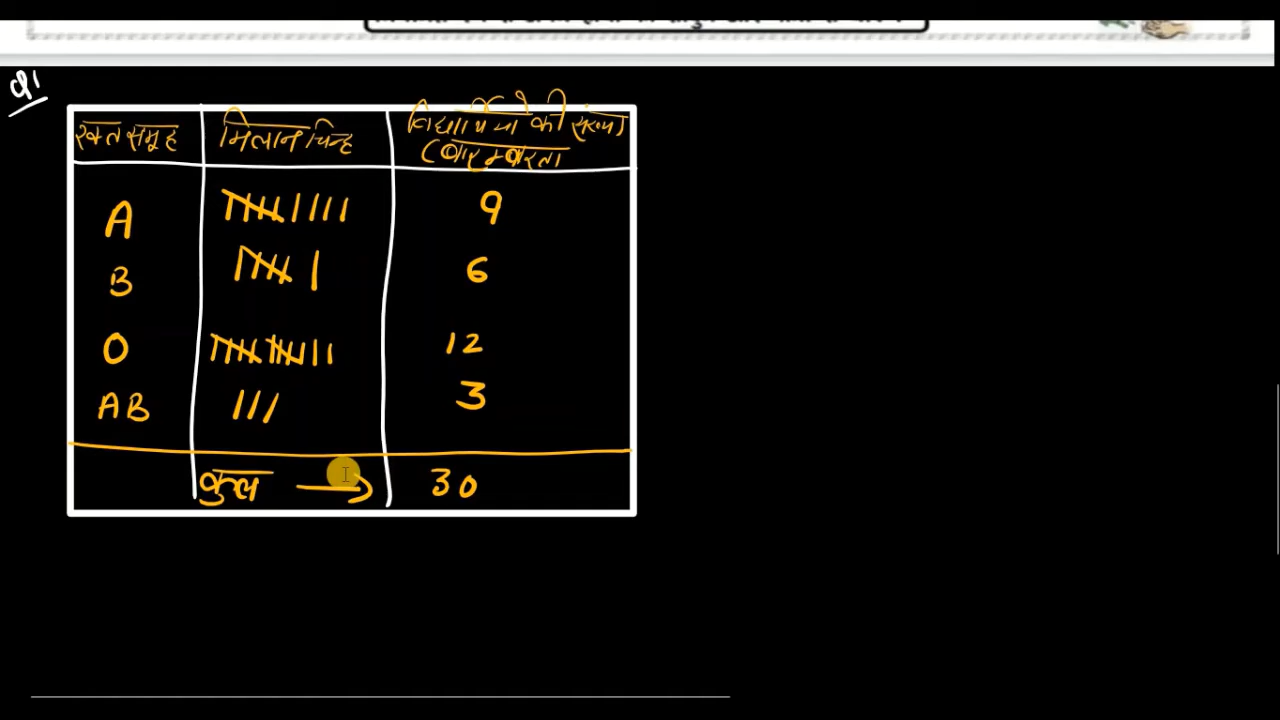 प्र।
रक्त समूह
मिलान चिन्ह
विद्यार्थियो की संख्या
(बारम्बारता
A
9
B
6
O
12
AB
3
कुल →
30